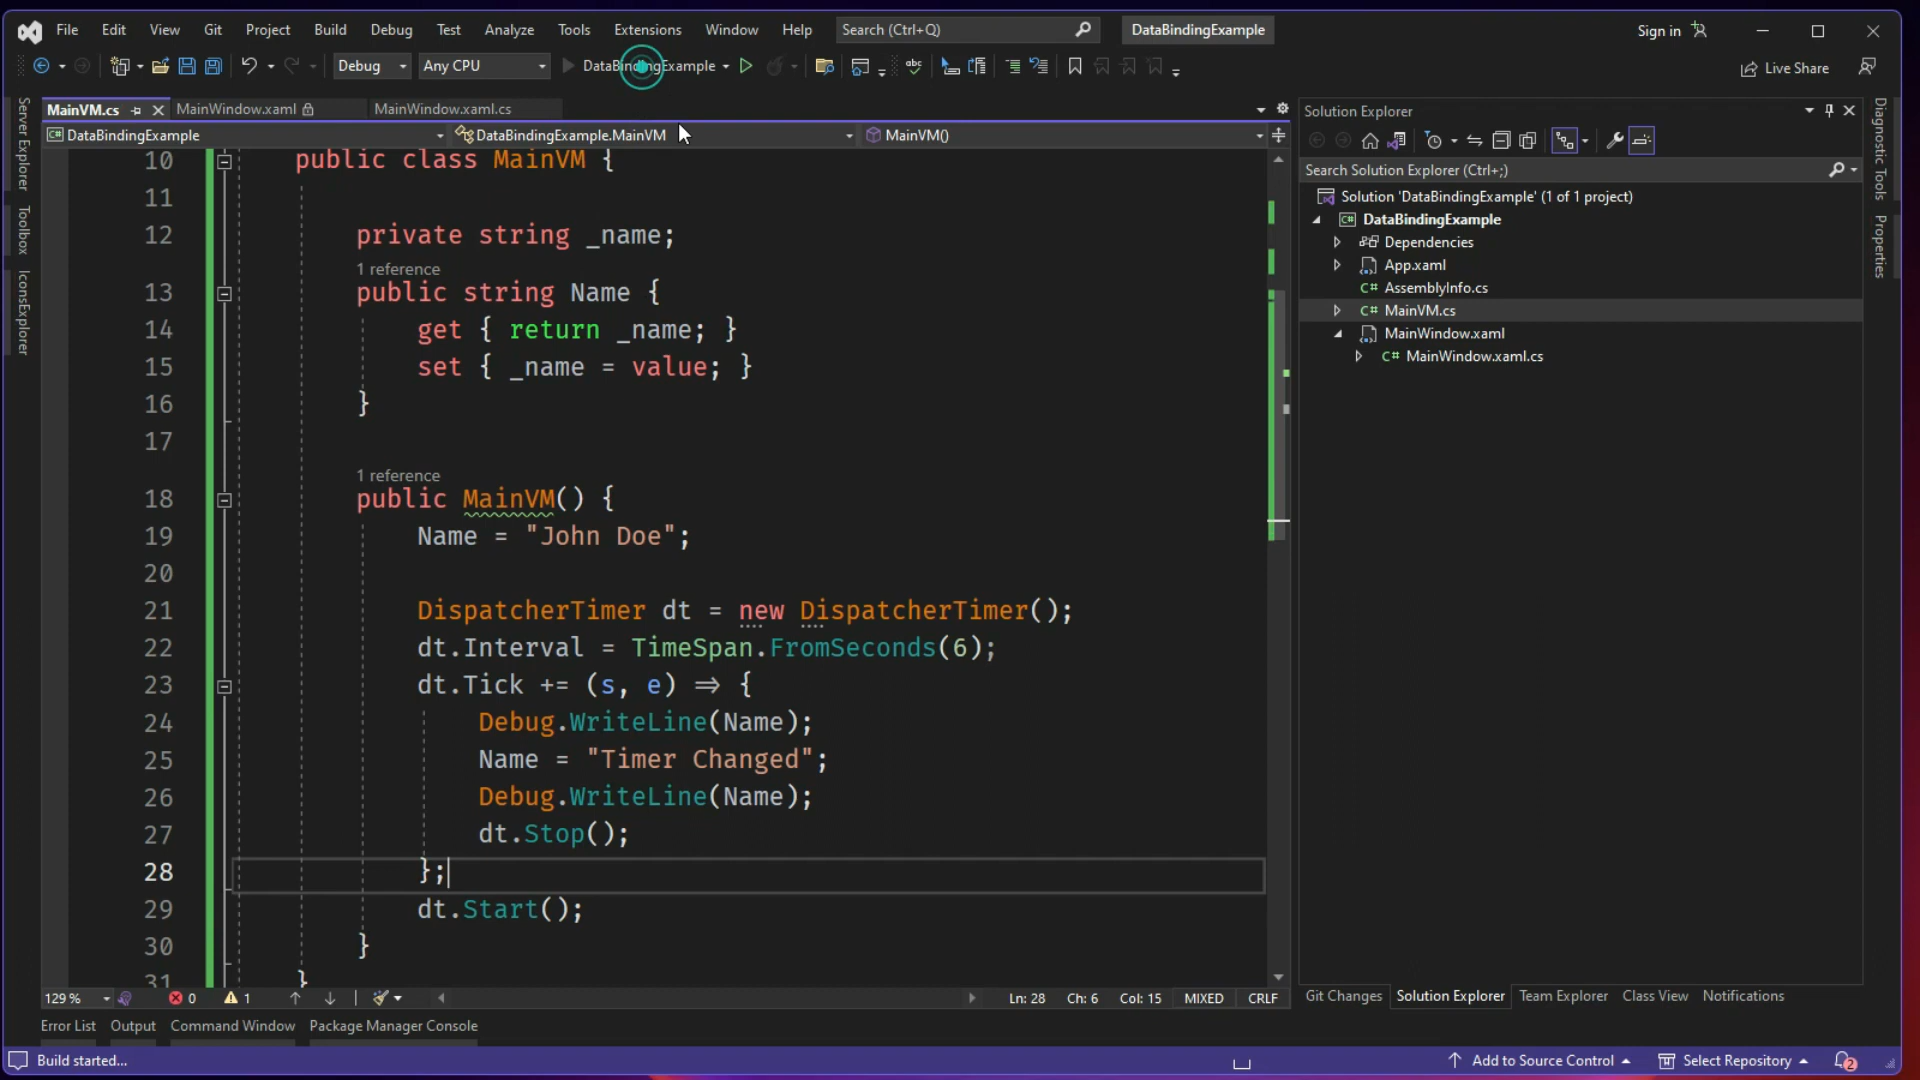 File Edit View Git Project Build Debug Test Analyze Tools Extensions Window Help Search (Ctrl+Q) DataBindingExample Sign in
Debug Any CPU DataBindingExample Live Share
MainVM.cs MainWindow.xaml MainWindow.xaml.cs
DataBindingExample DataBindingExample.MainVM MainVM()
10 public class MainVM {
11
12 private string _name;
1 reference
13 public string Name {
14 get { return _name; }
15 set { _name = value; }
16 }
17
1 reference
18 public MainVM() {
19 Name = "John Doe";
20
21 DispatcherTimer dt = new DispatcherTimer();
22 dt.Interval = TimeSpan.FromSeconds(6);
23 dt.Tick += (s, e) => {
24 Debug.WriteLine(Name);
25 Name = "Timer Changed";
26 Debug.WriteLine(Name);
27 dt.Stop();
28 };
29 dt.Start();
30 }
31 }
129 % 0 1 Ln: 28 Ch: 6 Col: 15 MIXED CRLF
Error List Output Command Window Package Manager Console
Build started... Add to Source Control Select Repository 2
Server Explorer
Toolbox
IconsExplorer
Solution Explorer
Search Solution Explorer (Ctrl+;)
Solution 'DataBindingExample' (1 of 1 project)
DataBindingExample
Dependencies
App.xaml
C# AssemblyInfo.cs
C# MainVM.cs
MainWindow.xaml
C# MainWindow.xaml.cs
Git Changes Solution Explorer Team Explorer Class View Notifications
Diagnostic Tools
Properties